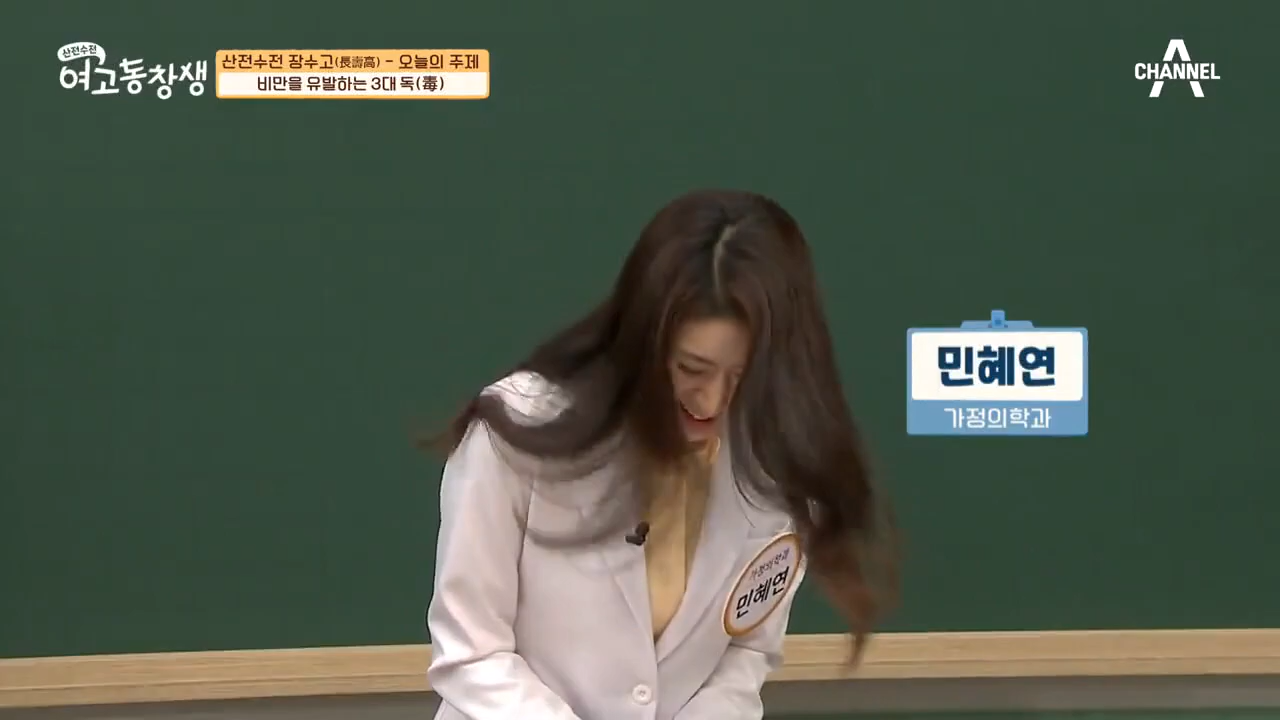 산전수전
여고동창생
산전수전 장수고(長壽高) - 오늘의 주제
비만을 유발하는 3대 독(毒)
CHANNEL A
민혜연
가정의학과
가정의학과
민혜연